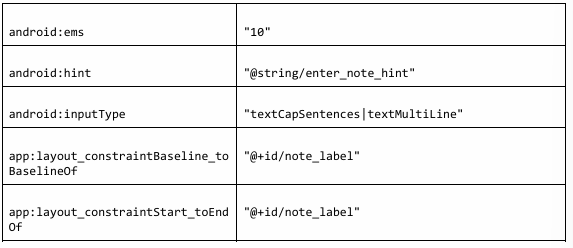 android:ems "10"
android:hint "@string/enter_note_hint"
android:inputType "textCapSentences|textMultiLine"
app:layout_constraintBaseline_to "@+id/note_label"
BaselineOf
app:layout_constraintStart_toEnd "@+id/note_label"
Of